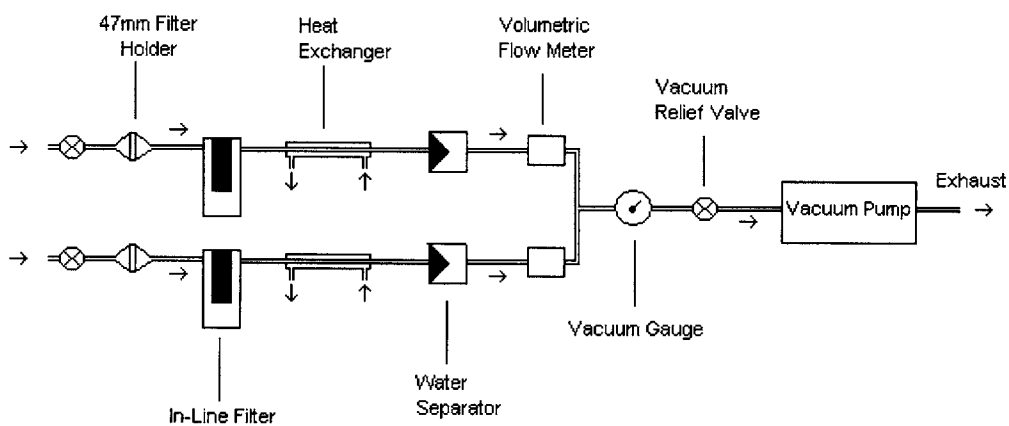 47mm Filter
Holder
Heat
Exchanger
Volumetric
Flow Meter
Vacuum
Relief Valve
Exhaust
Vacuum Pump
Vacuum Gauge
Water
Separator
In-Line Filter